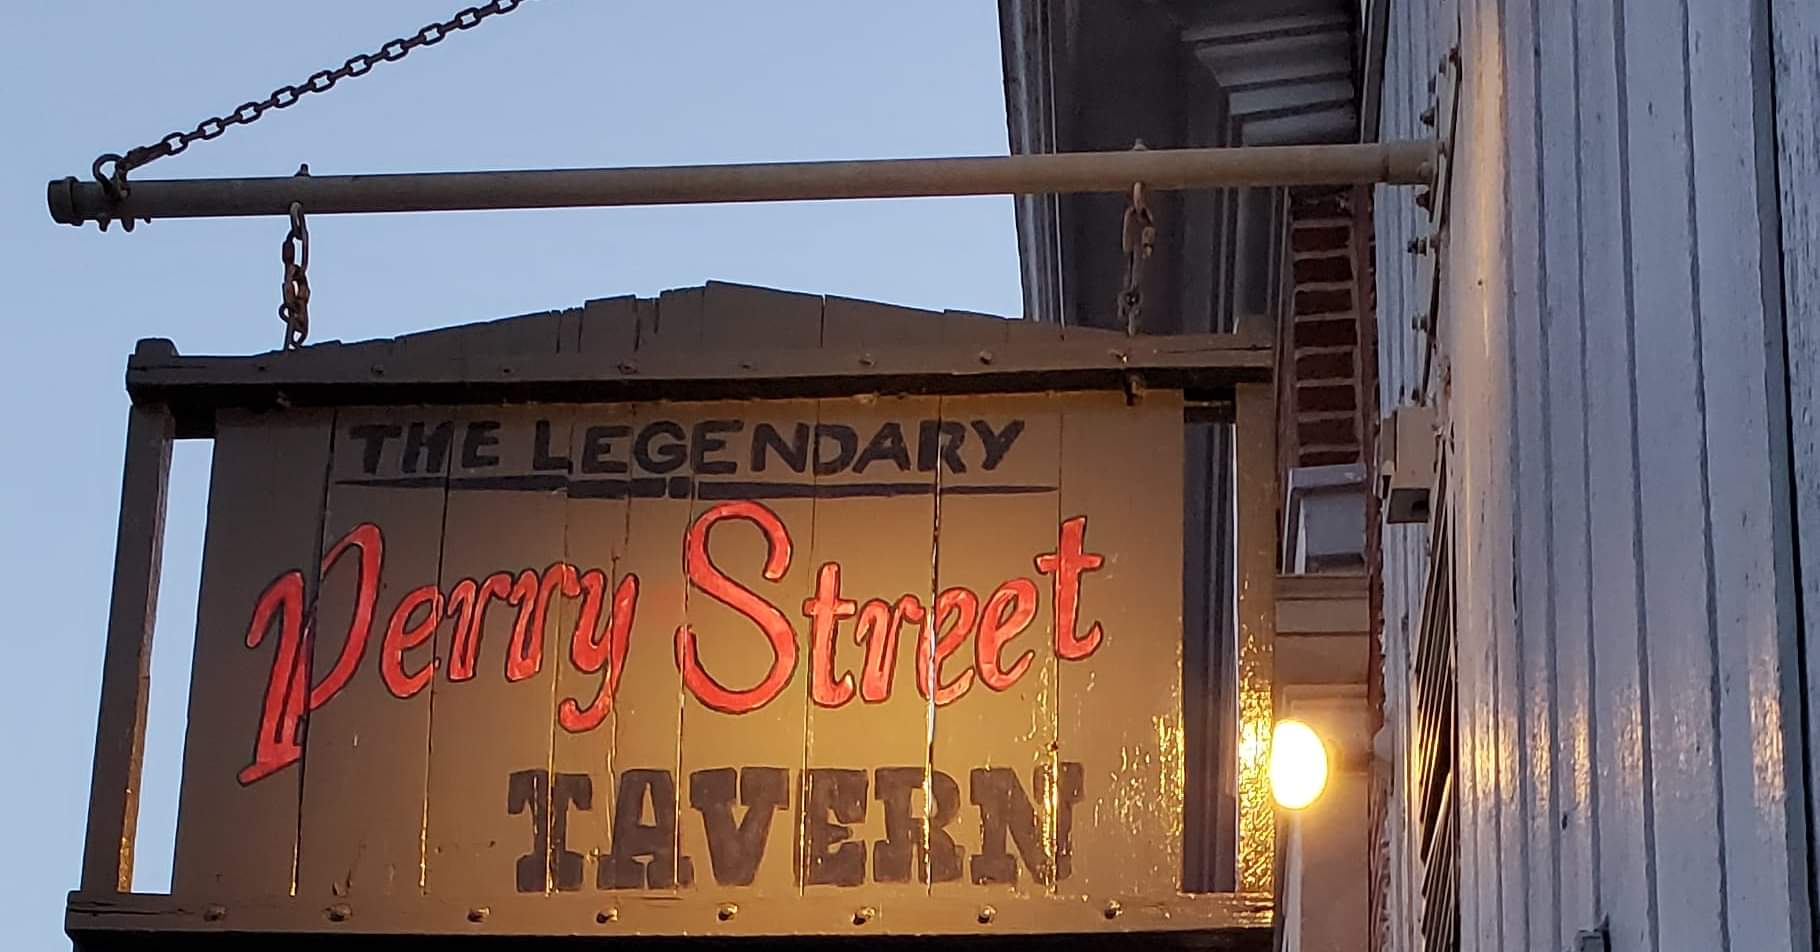 THE LEGENDARY
Perry Street
TAVERN